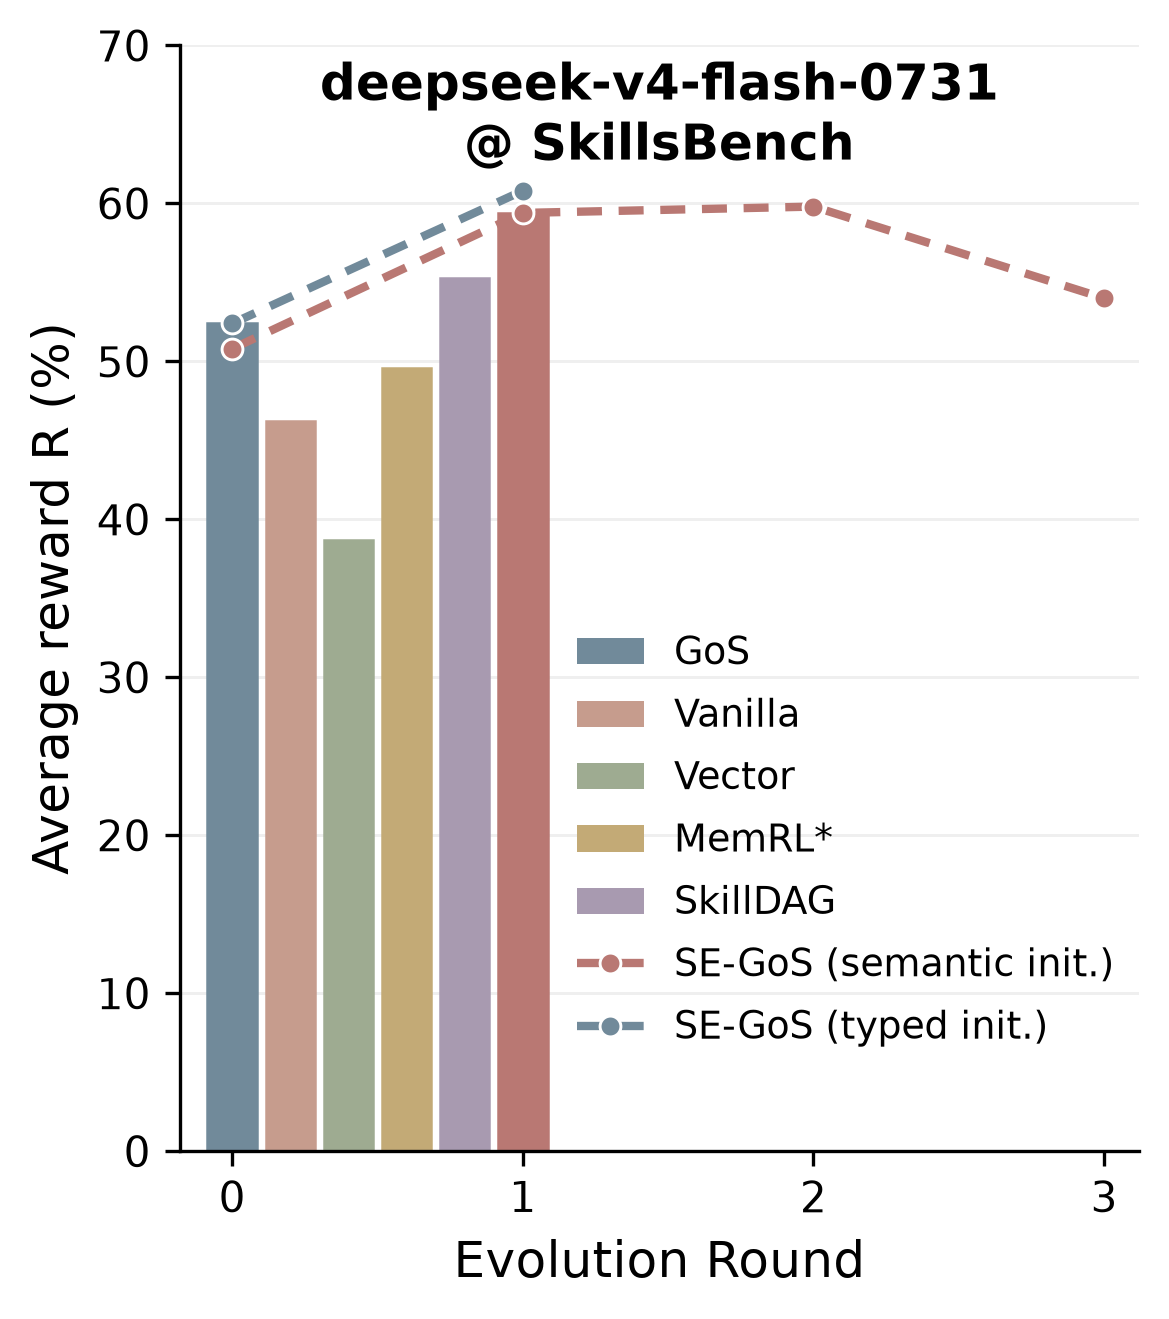 deepseek-v4-flash-0731
@ SkillsBench
Average reward R (%)
70
60
50
40
30
20
10
0
GoS
Vanilla
Vector
MemRL*
SkillDAG
SE-GoS (semantic init.)
SE-GoS (typed init.)
0 1 2 3
Evolution Round